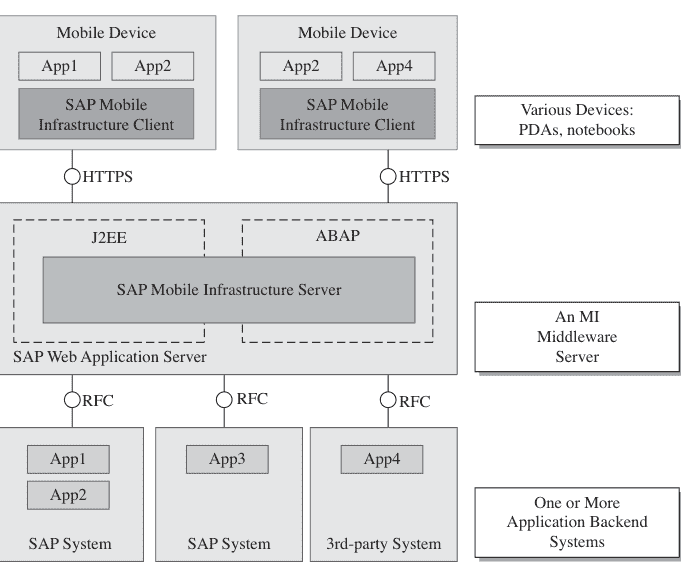 Mobile Device
App1
App2
SAP Mobile
Infrastructure Client
Mobile Device
App2
App4
SAP Mobile
Infrastructure Client
Various Devices:
PDAs, notebooks
HTTPS
HTTPS
J2EE
ABAP
SAP Mobile Infrastructure Server
SAP Web Application Server
An MI
Middleware
Server
RFC
RFC
RFC
App1
App2
SAP System
App3
SAP System
App4
3rd-party System
One or More
Application Backend
Systems